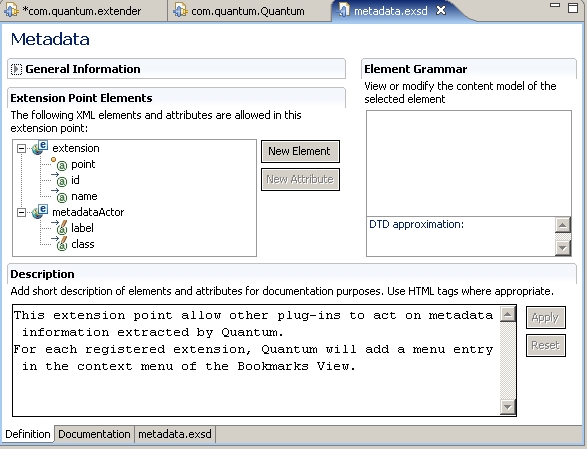 *com.quantum.extender com.quantum.Quantum metadata.exsd
Metadata
General Information
Extension Point Elements
The following XML elements and attributes are allowed in this
extension point:
extension
point
id
name
metadataActor
label
class
New Element
New Attribute
Element Grammar
View or modify the content model of the
selected element
DTD approximation:
Description
Add short description of elements and attributes for documentation purposes. Use HTML tags where appropriate.
This extension point allow other plug-ins to act on metadata
information extracted by Quantum.
For each registered extension, Quantum will add a menu entry
in the context menu of the Bookmarks View.
Apply
Reset
Definition Documentation metadata.exsd